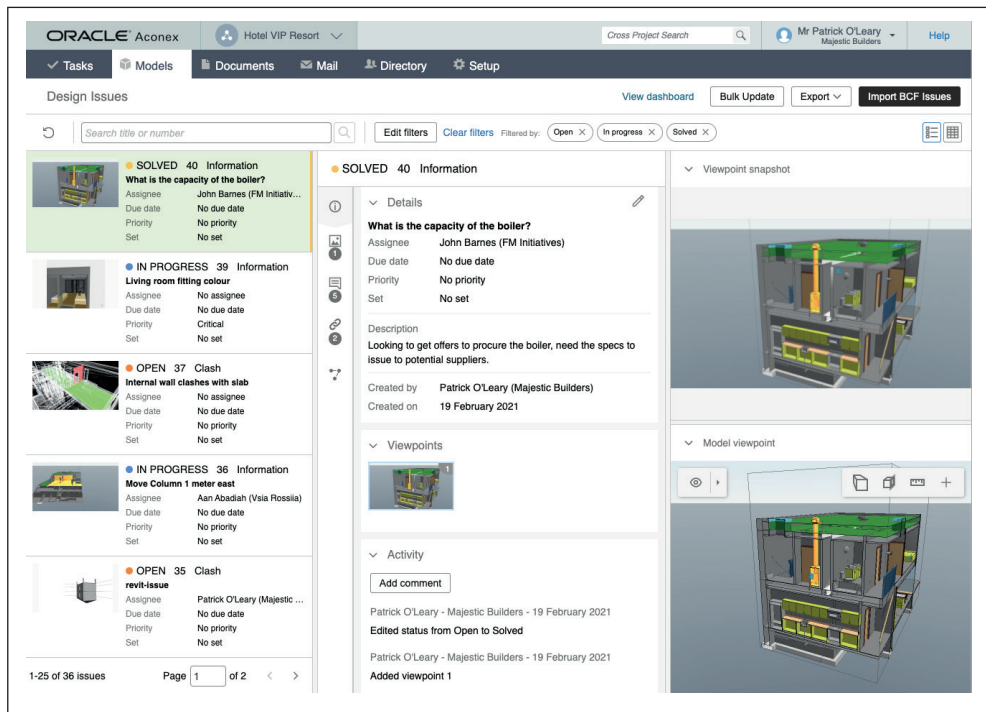 ORACLE Aconex
Hotel VIP Resort
Cross Project Search
Mr Patrick O'Leary
Majestic Builders
Help
Tasks
Models
Documents
Mail
Directory
Setup
Design Issues
View dashboard
Bulk Update
Export
Import BCF Issues
Search title or number
Edit filters
Clear filters
Filtered by:
Open
In progress
Solved
SOLVED 40 Information
What is the capacity of the boiler?
Assignee John Barnes (FM Initiativ...
Due date No due date
Priority No priority
Set No set
IN PROGRESS 39 Information
Living room fitting colour
Assignee No assignee
Due date No due date
Priority Critical
Set No set
OPEN 37 Clash
Internal wall clashes with slab
Assignee No assignee
Due date No due date
Priority No priority
Set No set
IN PROGRESS 36 Information
Move Column 1 meter east
Assignee Aan Abadiah (Vsia Rossiia)
Due date No due date
Priority No priority
Set No set
OPEN 35 Clash
revit-issue
Assignee Patrick O'Leary (Majestic ...
Due date No due date
Priority No priority
Set No set
1-25 of 36 issues
Page 1 of 2
SOLVED 40 Information
1
5
2
Details
What is the capacity of the boiler?
Assignee John Barnes (FM Initiatives)
Due date No due date
Priority No priority
Set No set
Description
Looking to get offers to procure the boiler, need the specs to
issue to potential suppliers.
Created by Patrick O'Leary (Majestic Builders)
Created on 19 February 2021
Viewpoints
1
Activity
Add comment
Patrick O'Leary - Majestic Builders - 19 February 2021
Edited status from Open to Solved
Patrick O'Leary - Majestic Builders - 19 February 2021
Added viewpoint 1
Viewpoint snapshot
Model viewpoint